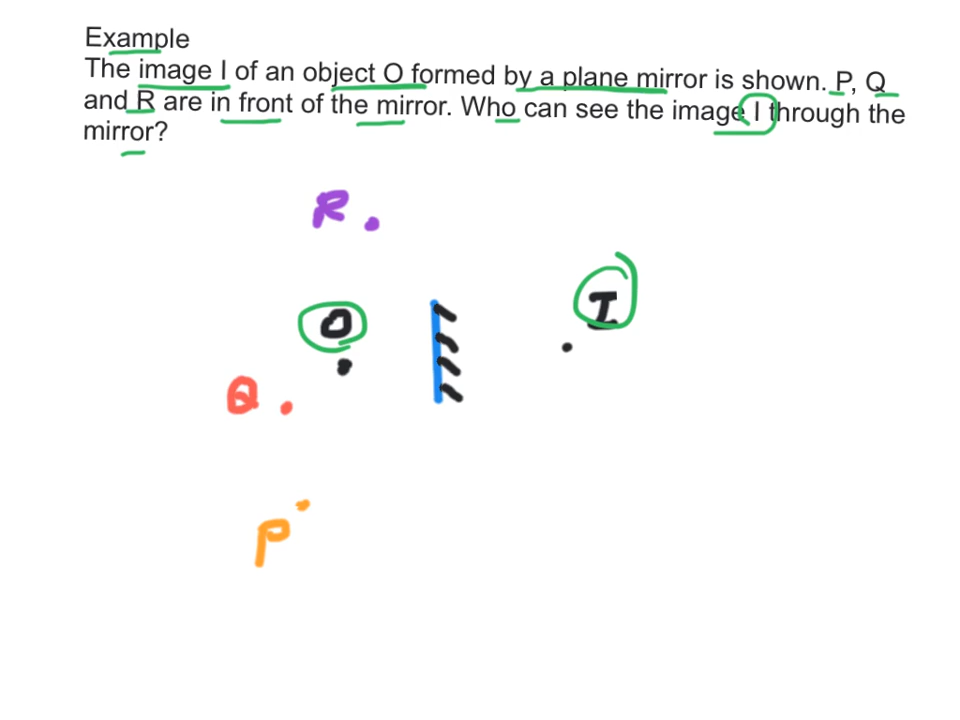 Example
The image I of an object O formed by a plane mirror is shown. P, Q
and R are in front of the mirror. Who can see the image I through the
mirror?
R
I
O
Q
P